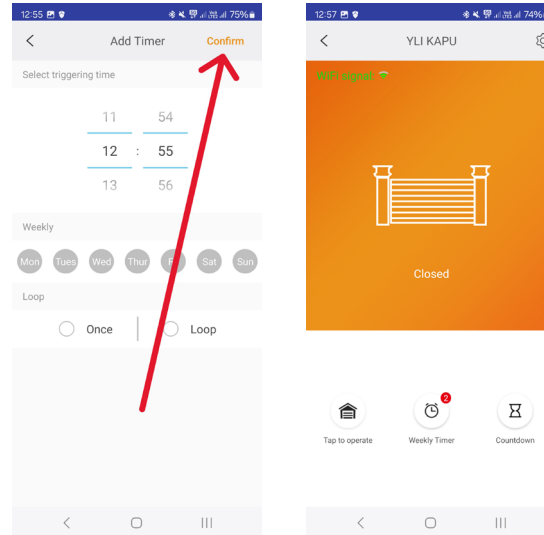 12:55
75%
Add Timer
Confirm
Select triggering time
11 54
12 : 55
13 56
Weekly
Mon Tues Wed Thur Sat Sun
Loop
Once Loop
12:57
74%
YLI KAPU
WiFi signal
Closed
2
Tap to operate Weekly Timer Countdown